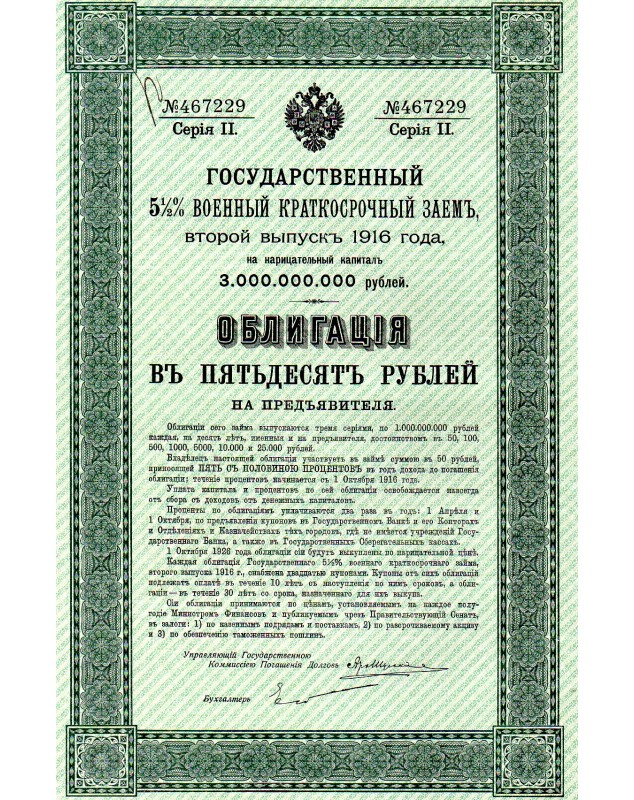 №467229
Серія II.
№467229
Серія II.
ГОСУДАРСТВЕННЫЙ
5½% ВОЕННЫЙ КРАТКОСРОЧНЫЙ ЗАЕМЪ,
второй выпускъ 1916 года,
на нарицательный капиталъ
3.000.000.000 рублей.
ОБЛИГАЦІЯ
ВЪ ПЯТЬДЕСЯТЪ РУБЛЕЙ
НА ПРЕДЪЯВИТЕЛЯ.
Облигаціи сего займа выпускаются тремя серіями, по 1.000.000.000 рублей
каждая, на десять лѣтъ, именныя и на предъявителя, достоинствомъ въ 50, 100,
500, 1000, 5000, 10.000 и 25.000 рублей.
Владѣлецъ настоящей облигаціи участвуетъ въ займѣ суммою въ 50 рублей,
приносящей ПЯТЬ СЪ ПОЛОВИНОЮ ПРОЦЕНТОВЪ въ годъ дохода до погашенія
облигаціи; теченіе процентовъ начинается съ 1 Октября 1916 года.
Уплата капитала и процентовъ по сей облигаціи освобождается навсегда
отъ сбора съ доходовъ отъ денежныхъ капиталовъ.
Проценты по облигаціямъ уплачиваются два раза въ годъ: 1 Апрѣля и
1 Октября, по предъявленіи купоновъ въ Государственномъ Банкѣ и его Конторахъ
и Отдѣленіяхъ и Казначействахъ тѣхъ городовъ, гдѣ не имѣется учрежденій Госу-
дарственнаго Банка, а также въ Государственныхъ Сберегательныхъ кассахъ.
1 Октября 1926 года облигаціи сіи будутъ выкуплены по нарицательной цѣнѣ.
Каждая облигація Государственнаго 5½% военнаго краткосрочнаго займа,
второго выпуска 1916 г., снабжена двадцатью купонами. Купоны отъ сихъ облигацій
подлежатъ оплатѣ въ теченіе 10 лѣтъ съ наступленія по нимъ сроковъ, а обли-
гаціи—въ теченіе 30 лѣтъ со срока, назначеннаго для ихъ выкупа.
Сіи облигаціи принимаются по цѣнамъ, установляемымъ на каждое полу-
годіе Министромъ Финансовъ и публикуемымъ чрезъ Правительствующій Сенатъ,
въ залоги: 1) по казеннымъ подрядамъ и поставкамъ, 2) по разсрочиваемому акцизу
и 3) по обезпеченію таможенныхъ пошлинъ.
Управляющій Государственною
Коммиссіею Погашенія Долговъ
Бухгалтеръ